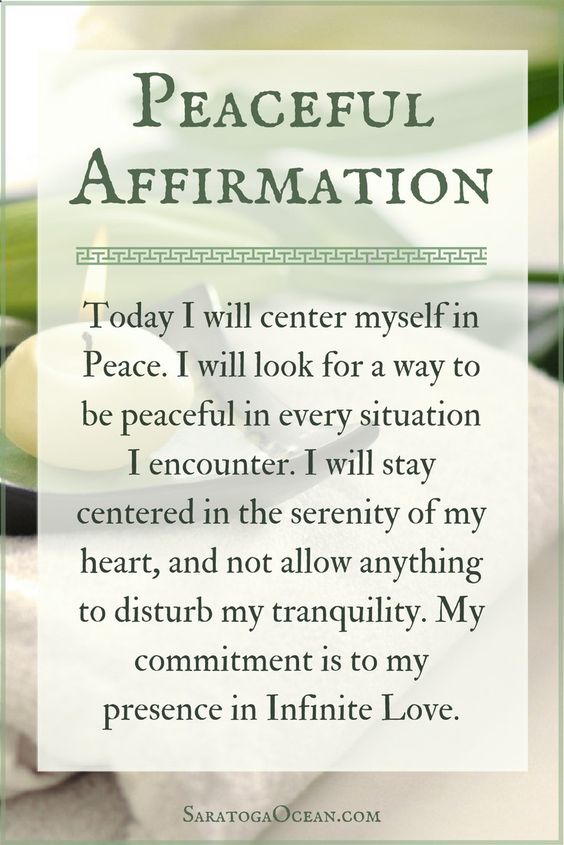 Peaceful
Affirmation
Today I will center myself in
Peace. I will look for a way to
be peaceful in every situation
I encounter. I will stay
centered in the serenity of my
heart, and not allow anything
to disturb my tranquility. My
commitment is to my
presence in Infinite Love.
SaratogaOcean.com